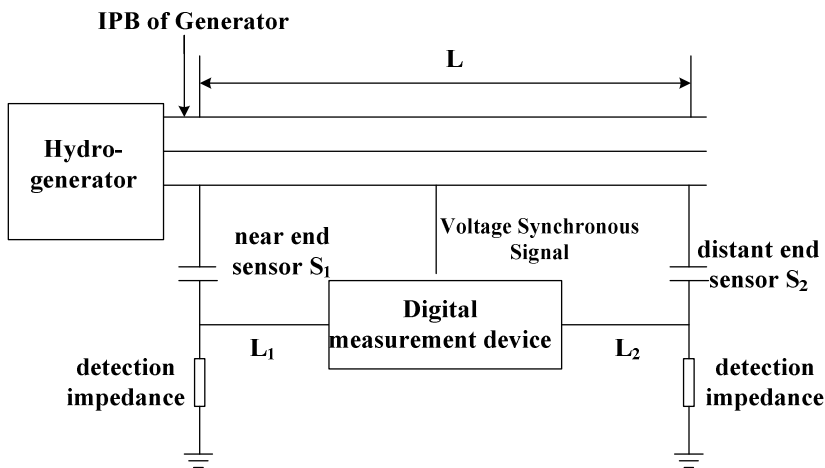 IPB of Generator
L
Hydro-
generator
near end
sensor S₁
Voltage Synchronous
Signal
distant end
sensor S₂
Digital
measurement device
L₁
L₂
detection
impedance
detection
impedance